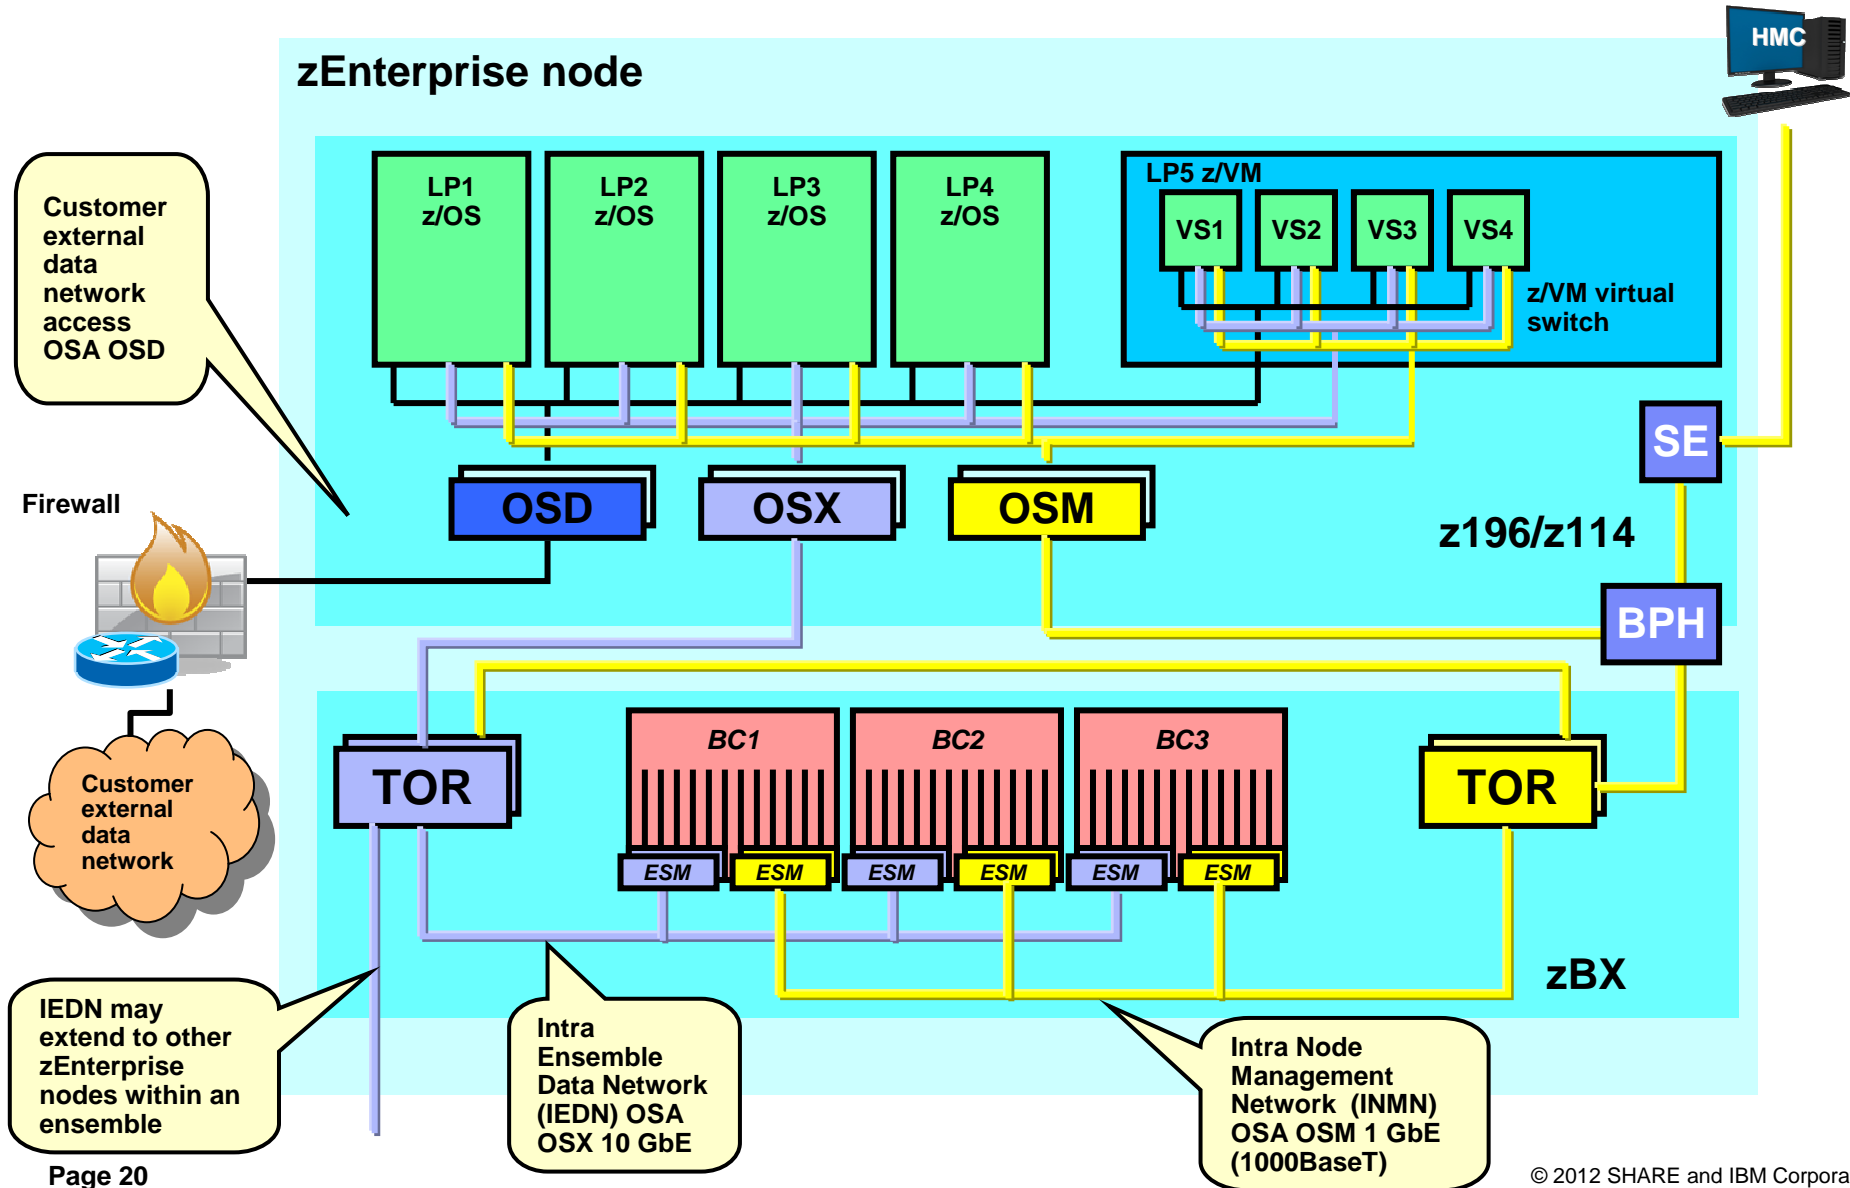 HMC
zEnterprise node
LP1
z/OS
LP2
z/OS
LP3
z/OS
LP4
z/OS
LP5 z/VM
VS1
VS2
VS3
VS4
z/VM virtual
switch
Customer
external
data
network
access
OSA OSD
SE
Firewall
OSD
OSX
OSM
z196/z114
BPH
TOR
BC1
BC2
BC3
TOR
Customer
external
data
network
ESM
ESM
ESM
ESM
ESM
ESM
zBX
IEDN may
extend to other
zEnterprise
nodes within an
ensemble
Intra
Ensemble
Data Network
(IEDN) OSA
OSX 10 GbE
Intra Node
Management
Network (INMN)
OSA OSM 1 GbE
(1000BaseT)
Page 20
© 2012 SHARE and IBM Corpora